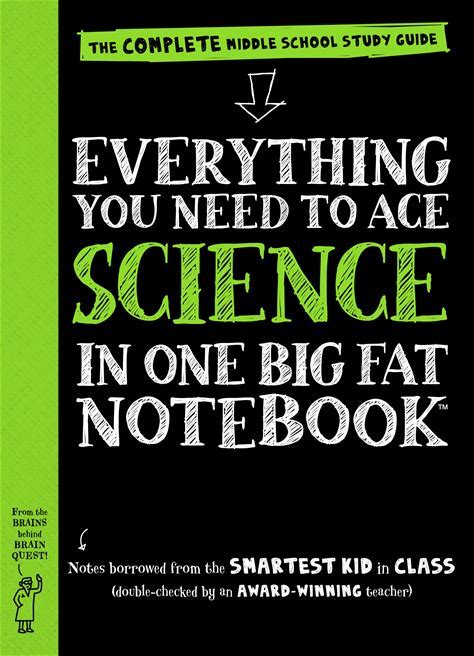 THE COMPLETE MIDDLE SCHOOL STUDY GUIDE
EVERYTHING
YOU NEED TO ACE
SCIENCE
IN ONE BIG FAT
NOTEBOOK™
From the
BRAINS
behind
BRAIN
QUEST!
Notes borrowed from the SMARTEST KID in CLASS
(double-checked by an AWARD-WINNING teacher)